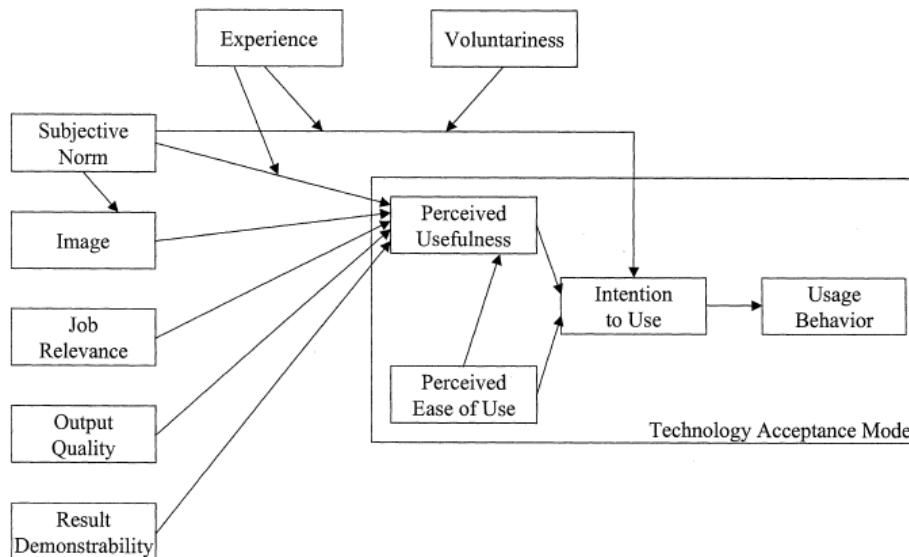 Experience
Voluntariness
Subjective
Norm
Image
Job
Relevance
Output
Quality
Result
Demonstrability
Perceived
Usefulness
Perceived
Ease of Use
Intention
to Use
Usage
Behavior
Technology Acceptance Mode